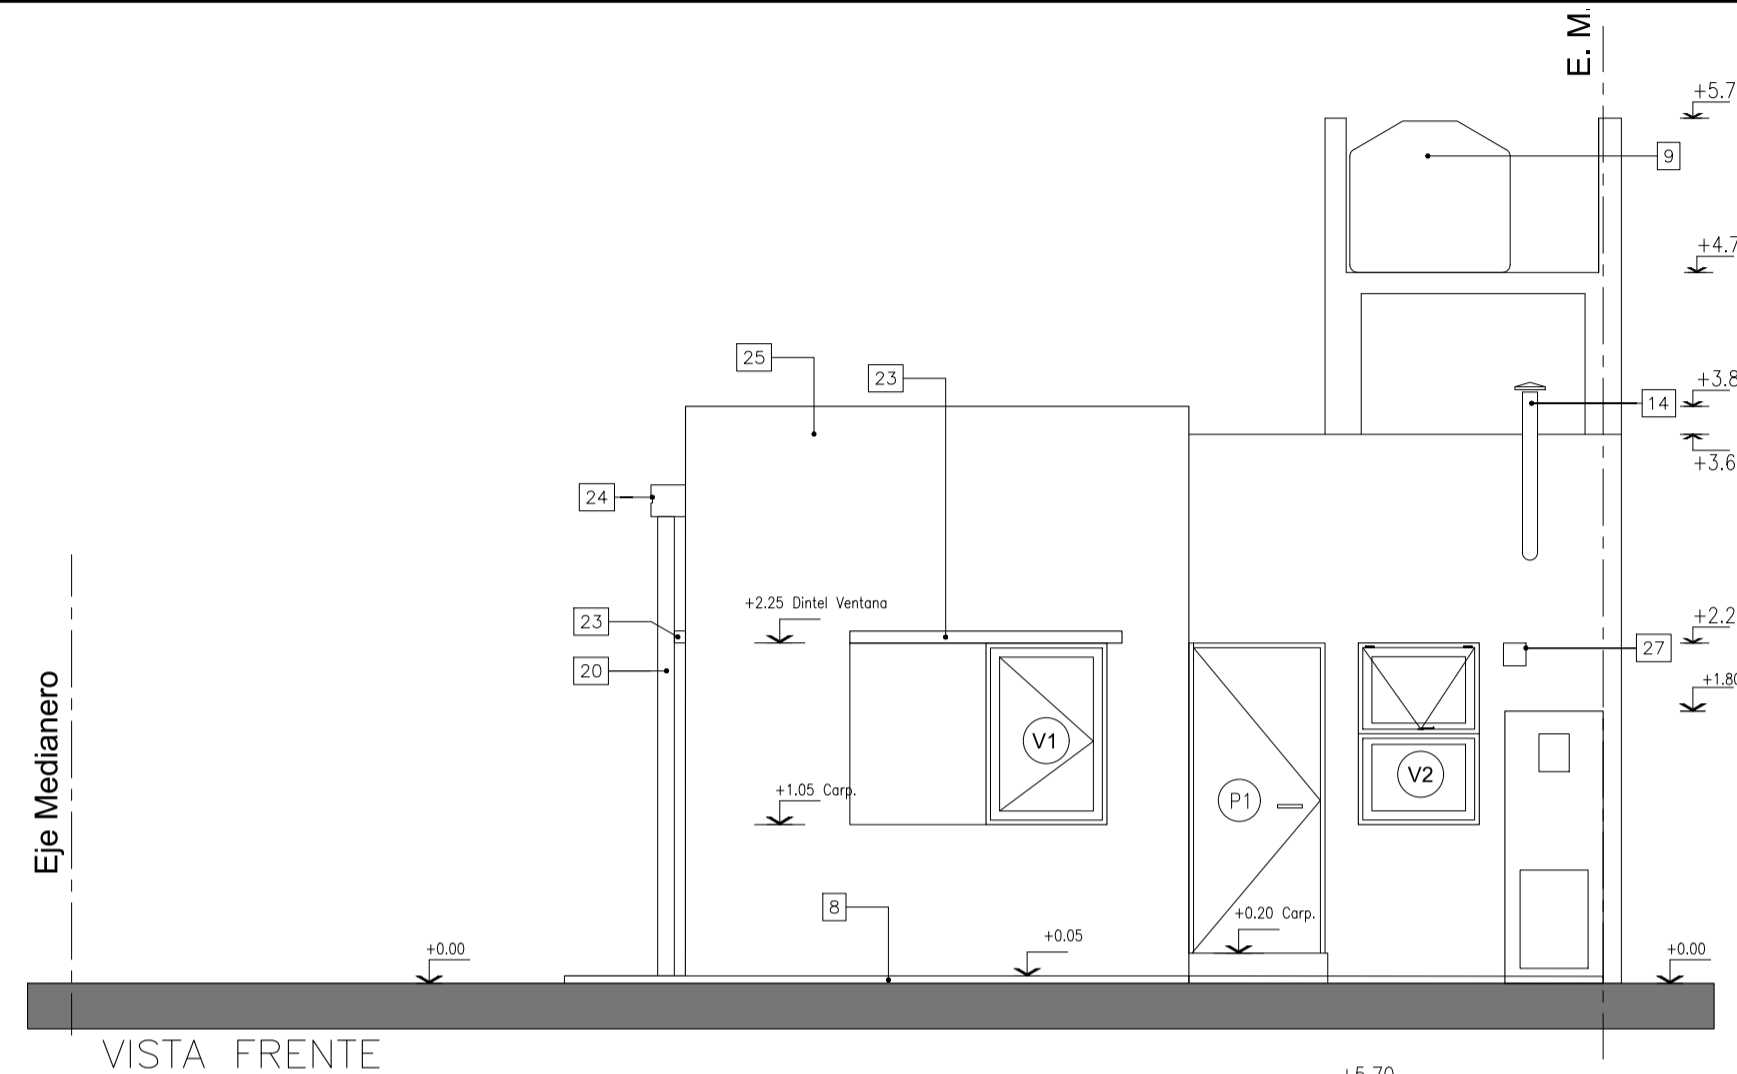 E. M.
+5.7
9
+4.7
25
23
+3.8
14
+3.6
24
+2.25 Dintel Ventana
23
+2.2
27
20
+1.80
Eje Medianero
V1
V2
+1.05 Carp.
P1
8
+0.20 Carp.
+0.00
+0.05
+0.00
VISTA FRENTE
+5.70